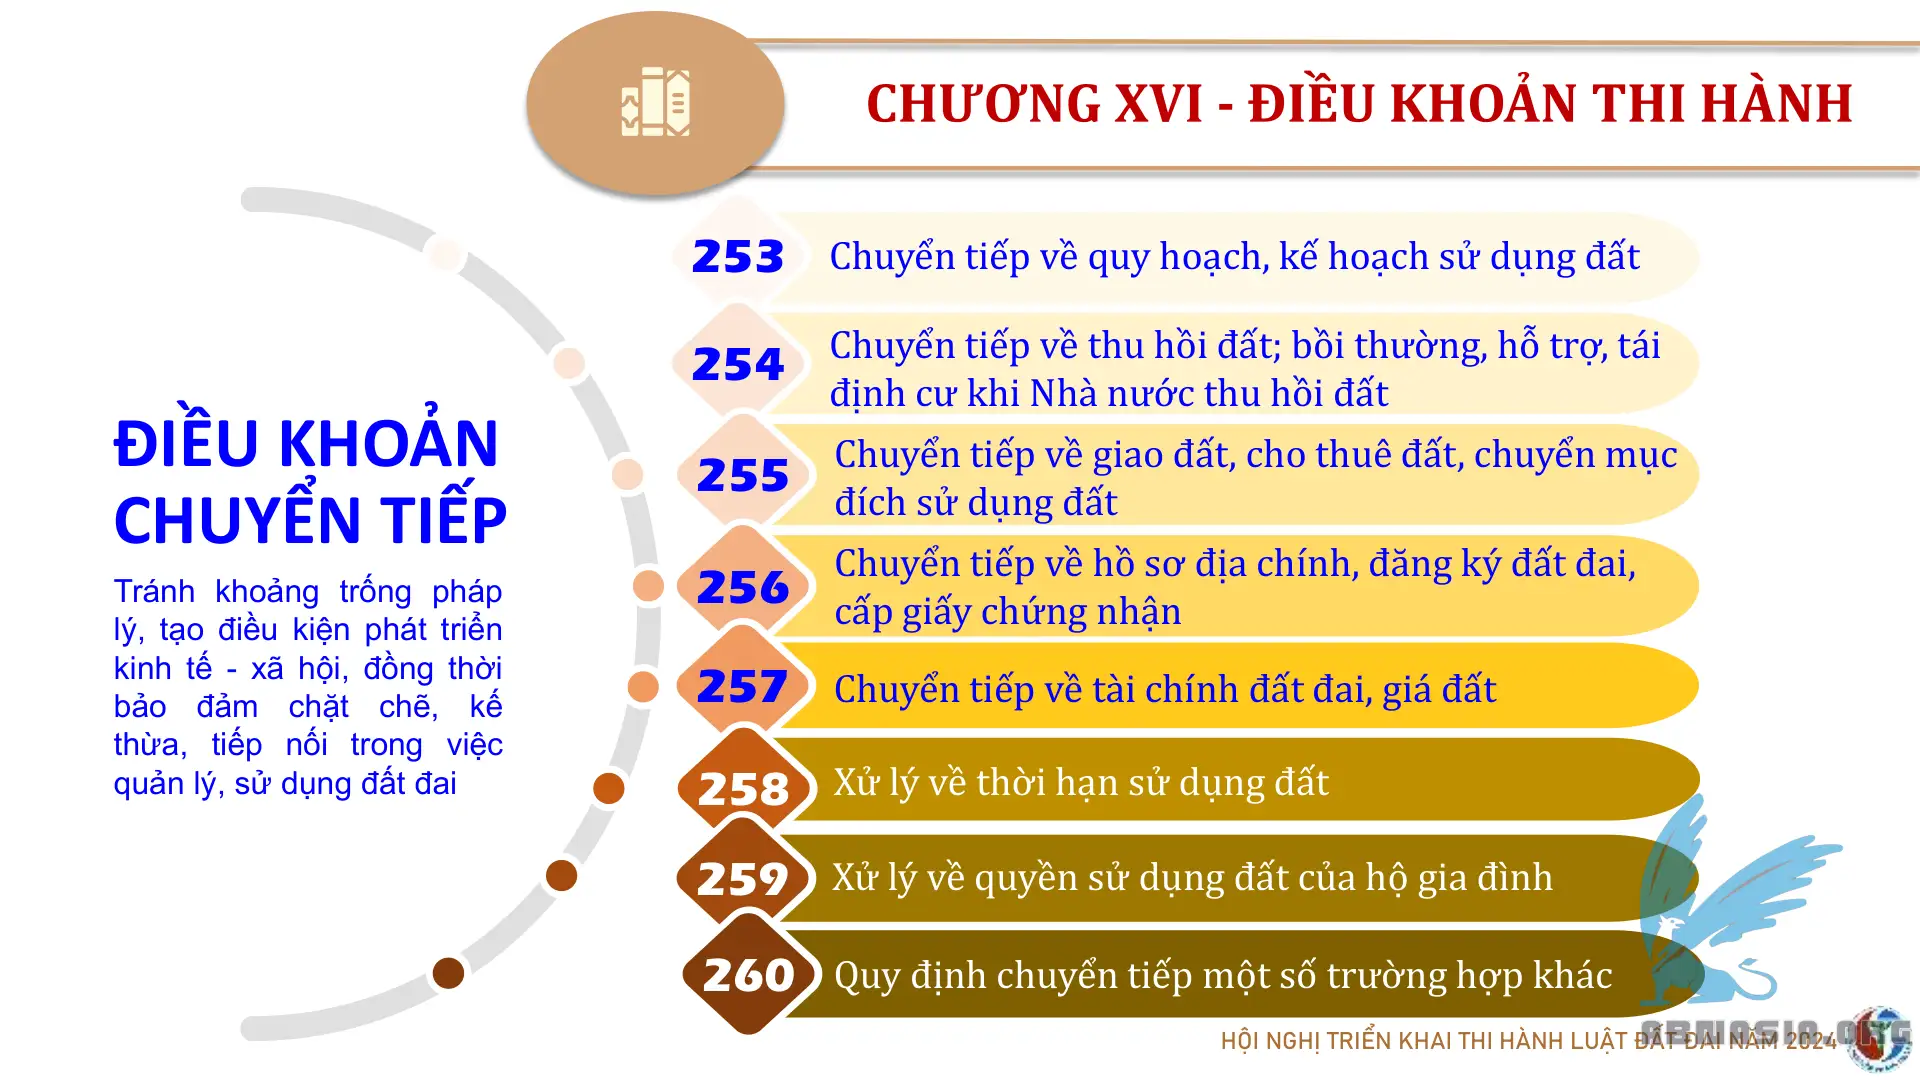 CHƯƠNG XVI - ĐIỀU KHOẢN THI HÀNH
ĐIỀU KHOẢN
CHUYỂN TIẾP
Tránh khoảng trống pháp
lý, tạo điều kiện phát triển
kinh tế - xã hội, đồng thời
bảo đảm chặt chẽ, kế
thừa, tiếp nối trong việc
quản lý, sử dụng đất đai
253 Chuyển tiếp về quy hoạch, kế hoạch sử dụng đất
254 Chuyển tiếp về thu hồi đất; bồi thường, hỗ trợ, tái
định cư khi Nhà nước thu hồi đất
255 Chuyển tiếp về giao đất, cho thuê đất, chuyển mục
đích sử dụng đất
256 Chuyển tiếp về hồ sơ địa chính, đăng ký đất đai,
cấp giấy chứng nhận
257 Chuyển tiếp về tài chính đất đai, giá đất
258 Xử lý về thời hạn sử dụng đất
259 Xử lý về quyền sử dụng đất của hộ gia đình
260 Quy định chuyển tiếp một số trường hợp khác
HỘI NGHỊ TRIỂN KHAI THI HÀNH LUẬT ĐẤT ĐAI NĂM 2024